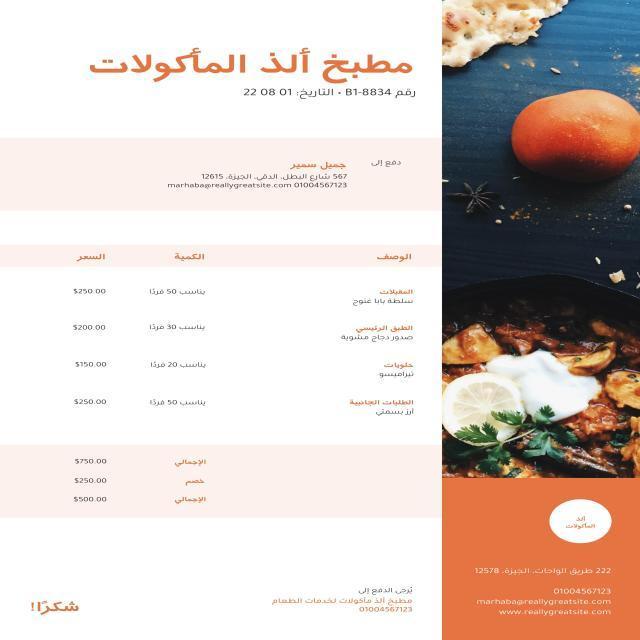 مطبخ ألذ المأكولات
رقم B1-8834 • التاريخ: 01 08 22
دفع إلى
جميل سمير
567 شارع البطل، الدقي، الجيزة، 12615
marhaba@reallygreatsite.com 01004567123
الوصف الكمية السعر
المقبلات يناسب 50 فردًا $250.00
سلطة بابا غنوج
الطبق الرئيسي يناسب 30 فردًا $200.00
صدور دجاج مشوية
حلويات يناسب 20 فردًا $150.00
تيراميسو
الطلبات الجانبية يناسب 50 فردًا $250.00
أرز بسمتي
الإجمالي $750.00
خصم $250.00
الإجمالي $500.00
يُرجى الدفع إلى
مطبخ ألذ مأكولات لخدمات الطعام
01004567123
شكرًا!
ألذ
المأكولات
222 طريق الواحات، الجيزة، 12578
01004567123
marhaba@reallygreatsite.com
www.reallygreatsite.com